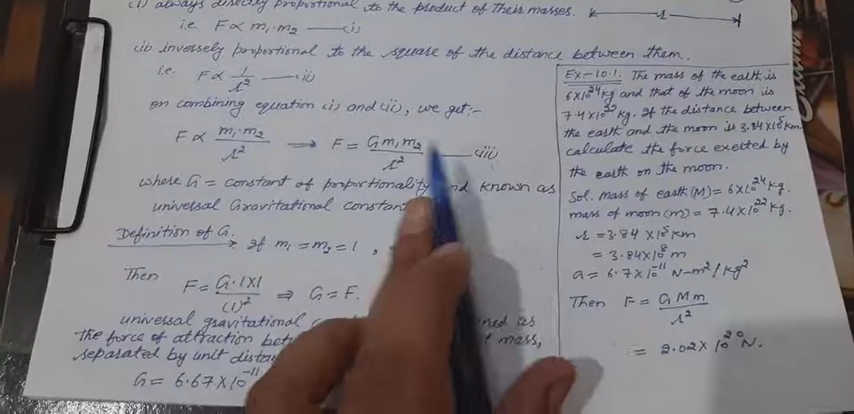 (i) always directly proportional to the product of their masses.
i.e F ∝ m₁·m₂ —(i)
r
(ii) inversely proportional to the square of the distance between them.
i.e. F ∝ 1/r² —(ii)
on combining equation (i) and (ii), we get:-
F ∝ m₁·m₂/r² ⟹ F = Gm₁m₂/r² —(iii)
where G = constant of proportionality and known as
universal Gravitational constant
Definition of G.
→ If m₁ = m₂ = 1 ,
Then
F = G·1×1/(1)² ⇒ G = F.
universal gravitational ned as
the force of attraction mass,
separated by unit
G = 6.67×10⁻¹¹
Ex-10.1. The mass of the earth is
6×10²⁴kg and that of the moon is
7.4×10²²kg. If the distance between
the earth and the moon is 3.84×10⁵km
calculate the force exerted by
the earth on the moon.
Sol. Mass of earth (M) = 6×10²⁴kg.
mass of moon (m) = 7.4×10²²kg.
r = 3.84 ×10⁵ km
= 3.84×10⁸ m
G = 6.7×10⁻¹¹ N-m²/kg²
Then F = GMm/r²
= 2.02×10²⁰N.